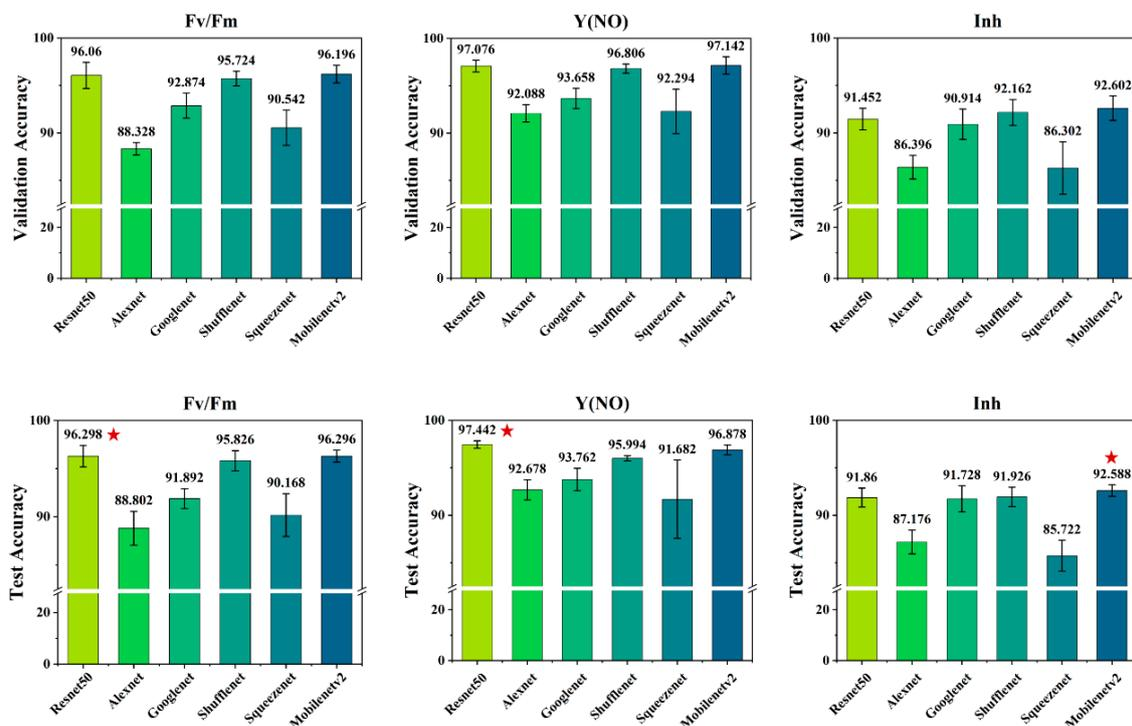 Fv/Fm
Y(NO)
Inh
100
96.06
88.328
92.874
95.724
90.542
96.196
90
20
0
Validation Accuracy
Resnet50
Alexnet
Googlenet
Shufflenet
Squeezenet
Mobilenetv2
100
97.076
92.088
93.658
96.806
92.294
97.142
90
20
0
Validation Accuracy
Resnet50
Alexnet
Googlenet
Shufflenet
Squeezenet
Mobilenetv2
100
91.452
86.396
90.914
92.162
86.302
92.602
90
20
0
Validation Accuracy
Resnet50
Alexnet
Googlenet
Shufflenet
Squeezenet
Mobilenetv2
Fv/Fm
Y(NO)
Inh
100
96.298
88.802
91.892
95.826
90.168
96.296
90
20
0
Test Accuracy
Resnet50
Alexnet
Googlenet
Shufflenet
Squeezenet
Mobilenetv2
100
97.442
92.678
93.762
95.994
91.682
96.878
90
20
0
Test Accuracy
Resnet50
Alexnet
Googlenet
Shufflenet
Squeezenet
Mobilenetv2
100
91.86
87.176
91.728
91.926
85.722
92.588
90
20
0
Test Accuracy
Resnet50
Alexnet
Googlenet
Shufflenet
Squeezenet
Mobilenetv2